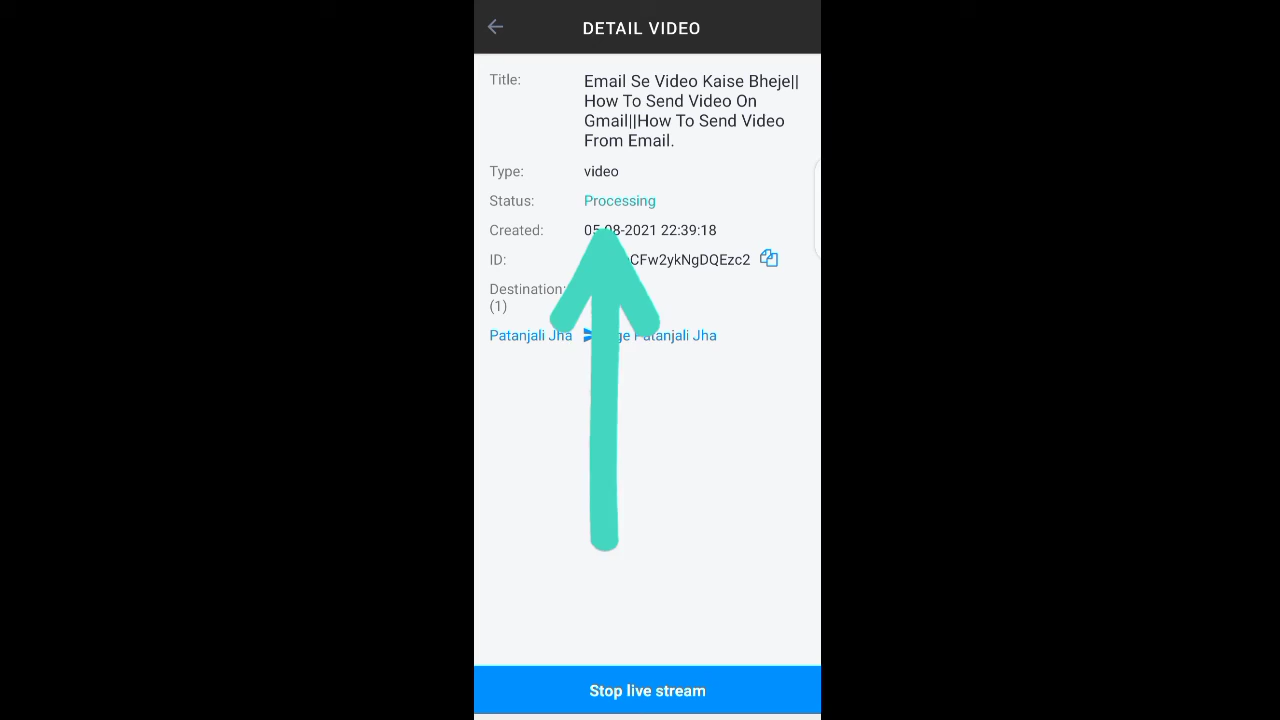 DETAIL VIDEO
Title: Email Se Video Kaise Bheje||
How To Send Video On
Gmail||How To Send Video
From Email.
Type: video
Status: Processing
Created: 05-08-2021 22:39:18
ID: CFw2ykNgDQEzc2
Destination:
(1)
Patanjali Jha Patanjali Jha
Stop live stream